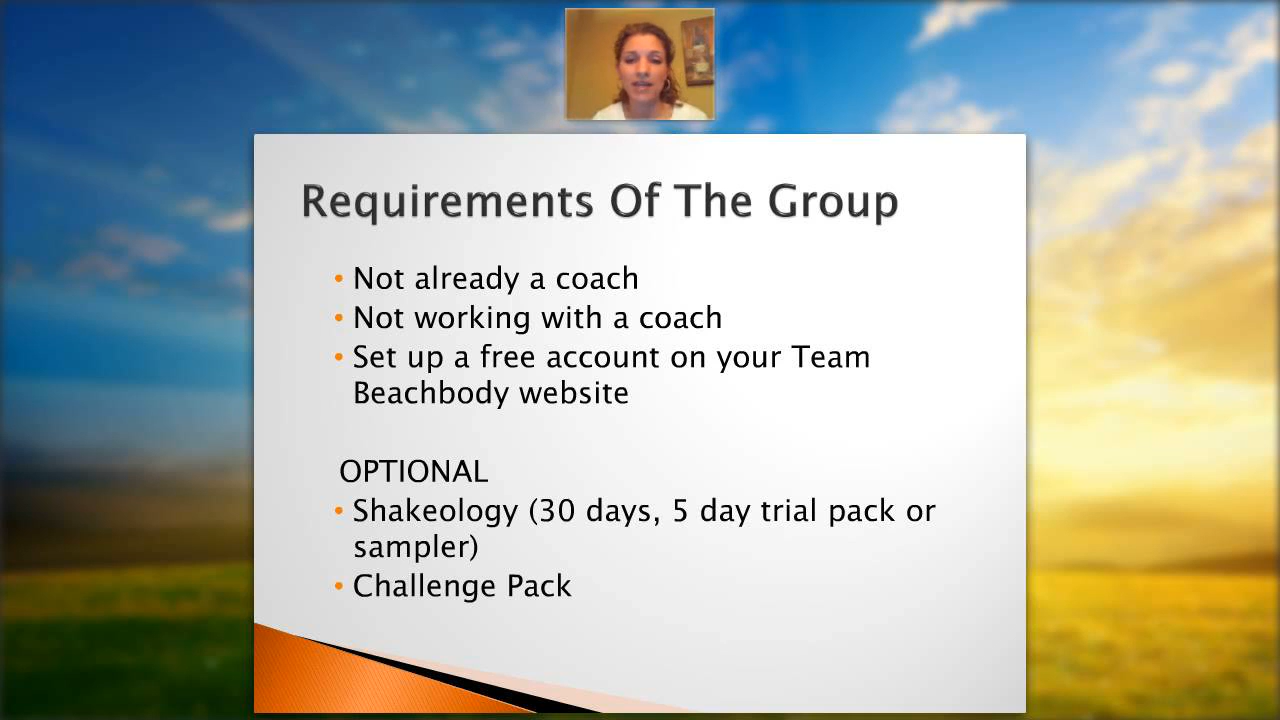 Requirements Of The Group
• Not already a coach
• Not working with a coach
• Set up a free account on your Team
Beachbody website
OPTIONAL
• Shakeology (30 days, 5 day trial pack or
sampler)
• Challenge Pack